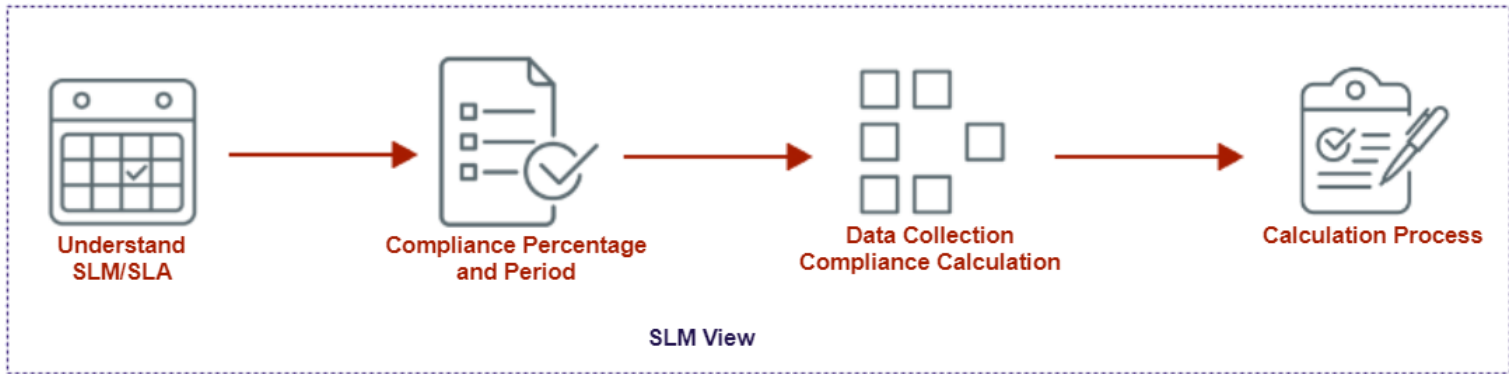 Understand
SLM/SLA
Compliance Percentage
and Period
Data Collection
Compliance Calculation
Calculation Process
SLM View